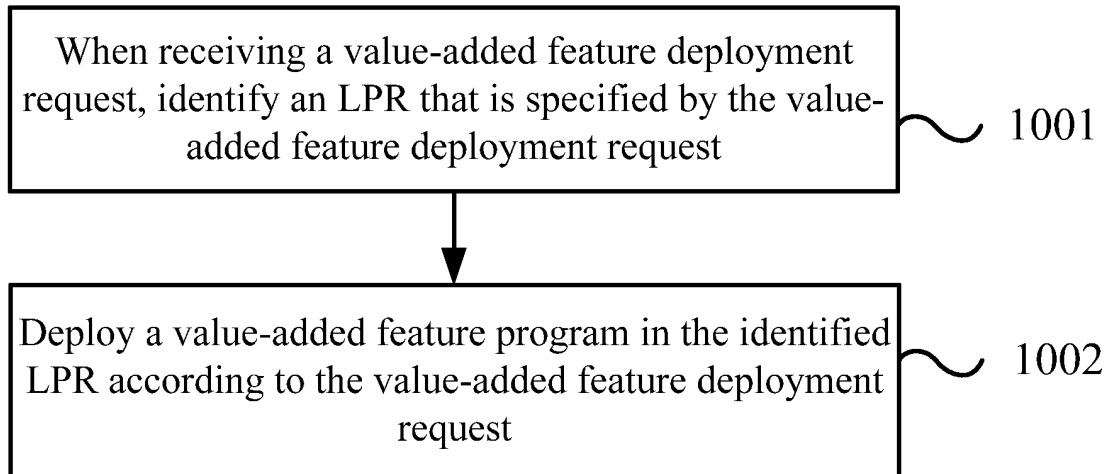 When receiving a value-added feature deployment
request, identify an LPR that is specified by the value-
added feature deployment request
1001
Deploy a value-added feature program in the identified
LPR according to the value-added feature deployment
request
1002